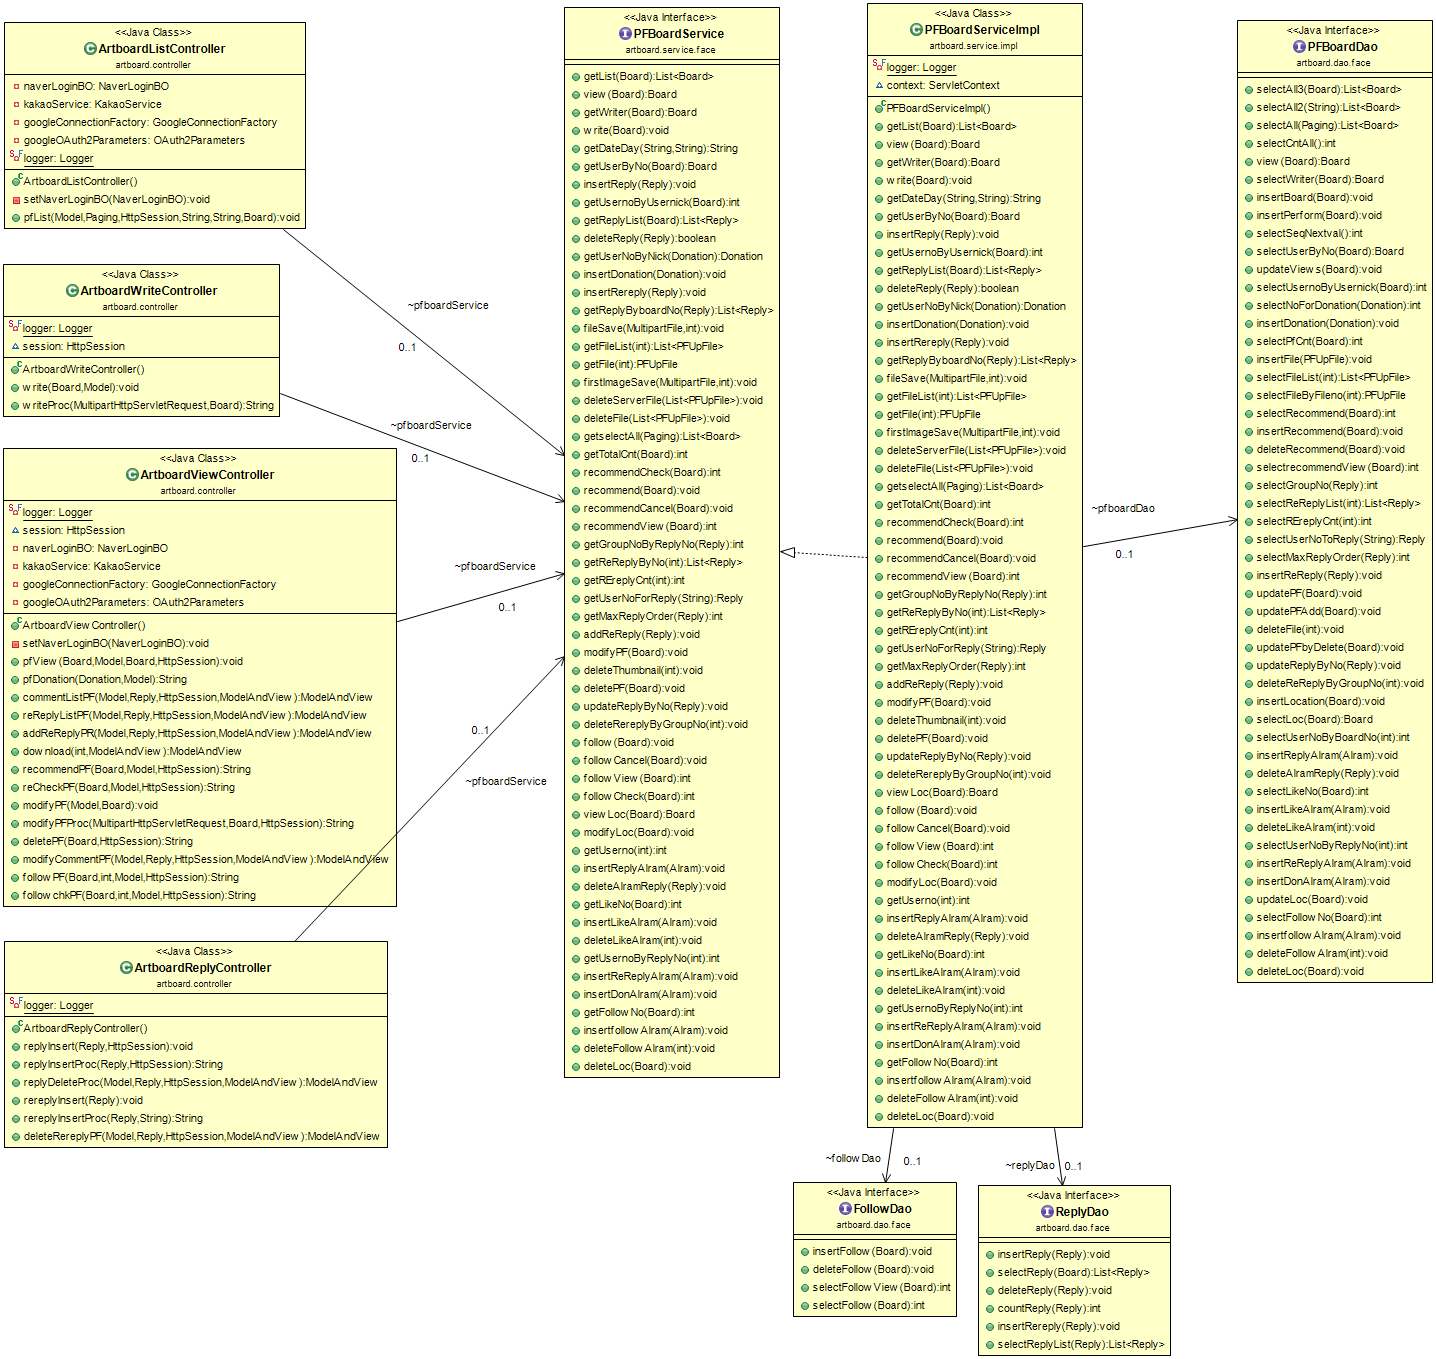 <<Java Class>>
ArtboardListController
artboard.controller
naverLoginBO: NaverLoginBO
kakaoService: KakaoService
googleConnectionFactory: GoogleConnectionFactory
googleOAuth2Parameters: OAuth2Parameters
logger: Logger
ArtboardListController()
setNaverLoginBO(NaverLoginBO):void
pfList(Model,Paging,HttpSession,String,String,Board):void
<<Java Class>>
ArtboardWriteController
artboard.controller
logger: Logger
session: HttpSession
ArtboardWriteController()
write(Board,Model):void
writeProc(MultipartHttpServletRequest,Board):String
<<Java Class>>
ArtboardViewController
artboard.controller
logger: Logger
session: HttpSession
naverLoginBO: NaverLoginBO
kakaoService: KakaoService
googleConnectionFactory: GoogleConnectionFactory
googleOAuth2Parameters: OAuth2Parameters
ArtboardViewController()
setNaverLoginBO(NaverLoginBO):void
pfView(Board,Model,Board,HttpSession):void
pfDonation(Donation,Model):String
commentListPF(Model,Reply,HttpSession,ModelAndView):ModelAndView
reReplyListPF(Model,Reply,HttpSession,ModelAndView):ModelAndView
addReReplyPR(Model,Reply,HttpSession,ModelAndView):ModelAndView
download(int,ModelAndView):ModelAndView
recommendPF(Board,Model,HttpSession):String
reCheckPF(Board,Model,HttpSession):String
modifyPF(Model,Board):void
modifyPFProc(MultipartHttpServletRequest,Board,HttpSession):String
deletePF(Board,HttpSession):String
modifyCommentPF(Model,Reply,HttpSession,ModelAndView):ModelAndView
followPF(Board,int,Model,HttpSession):String
followchkPF(Board,int,Model,HttpSession):String
<<Java Class>>
ArtboardReplyController
artboard.controller
logger: Logger
ArtboardReplyController()
replyInsert(Reply,HttpSession):void
replyInsertProc(Reply,HttpSession):String
replyDeleteProc(Model,Reply,HttpSession,ModelAndView):ModelAndView
rereplyInsert(Reply):void
rereplyInsertProc(Reply,String):String
deleteRereplyPF(Model,Reply,HttpSession,ModelAndView):ModelAndView
~pfboardService
0..1
~pfboardService
0..1
~pfboardService
0..1
0..1
~pfboardService
<<Java Interface>>
PFBoardService
artboard.service.face
getList(Board):List<Board>
view(Board):Board
getWriter(Board):Board
write(Board):void
getDateDay(String,String):String
getUserByNo(Board):Board
insertReply(Reply):void
getUsernoByUsernick(Board):int
getReplyList(Board):List<Reply>
deleteReply(Reply):boolean
getUserNoByNick(Donation):Donation
insertDonation(Donation):void
insertRereply(Reply):void
getReplyByboardNo(Reply):List<Reply>
fileSave(MultipartFile,int):void
getFileList(int):List<PFUpFile>
getFile(int):PFUpFile
firstImageSave(MultipartFile,int):void
deleteServerFile(List<PFUpFile>):void
deleteFile(List<PFUpFile>):void
getselectAll(Paging):List<Board>
getTotalCnt(Board):int
recommendCheck(Board):int
recommend(Board):void
recommendCancel(Board):void
recommendView(Board):int
getGroupNoByReplyNo(Reply):int
getReReplyByNo(int):List<Reply>
getREreplyCnt(int):int
getUserNoForReply(String):Reply
getMaxReplyOrder(Reply):int
addReReply(Reply):void
modifyPF(Board):void
deleteThumbnail(int):void
deletePF(Board):void
updateReplyByNo(Reply):void
deleteRereplyByGroupNo(int):void
follow(Board):void
followCancel(Board):void
followView(Board):int
followCheck(Board):int
viewLoc(Board):Board
modifyLoc(Board):void
getUserno(int):int
insertReplyAlram(Alram):void
deleteAlramReply(Reply):void
getLikeNo(Board):int
insertLikeAlram(Alram):void
deleteLikeAlram(int):void
getUsernoByReplyNo(int):int
insertReReplyAlram(Alram):void
insertDonAlram(Alram):void
getFollowNo(Board):int
insertfollowAlram(Alram):void
deleteFollowAlram(int):void
deleteLoc(Board):void
<<Java Class>>
PFBoardServiceImpl
artboard.service.impl
logger: Logger
context: ServletContext
PFBoardServiceImpl()
getList(Board):List<Board>
view(Board):Board
getWriter(Board):Board
write(Board):void
getDateDay(String,String):String
getUserByNo(Board):Board
insertReply(Reply):void
getUsernoByUsernick(Board):int
getReplyList(Board):List<Reply>
deleteReply(Reply):boolean
getUserNoByNick(Donation):Donation
insertDonation(Donation):void
insertRereply(Reply):void
getReplyByboardNo(Reply):List<Reply>
fileSave(MultipartFile,int):void
getFileList(int):List<PFUpFile>
getFile(int):PFUpFile
firstImageSave(MultipartFile,int):void
deleteServerFile(List<PFUpFile>):void
deleteFile(List<PFUpFile>):void
getselectAll(Paging):List<Board>
getTotalCnt(Board):int
recommendCheck(Board):int
recommend(Board):void
recommendCancel(Board):void
recommendView(Board):int
getGroupNoByReplyNo(Reply):int
getReReplyByNo(int):List<Reply>
getREreplyCnt(int):int
getUserNoForReply(String):Reply
getMaxReplyOrder(Reply):int
addReReply(Reply):void
modifyPF(Board):void
deleteThumbnail(int):void
deletePF(Board):void
updateReplyByNo(Reply):void
deleteRereplyByGroupNo(int):void
viewLoc(Board):Board
follow(Board):void
followCancel(Board):void
followView(Board):int
followCheck(Board):int
modifyLoc(Board):void
getUserno(int):int
insertReplyAlram(Alram):void
deleteAlramReply(Reply):void
getLikeNo(Board):int
insertLikeAlram(Alram):void
deleteLikeAlram(int):void
getUsernoByReplyNo(int):int
insertReReplyAlram(Alram):void
insertDonAlram(Alram):void
getFollowNo(Board):int
insertfollowAlram(Alram):void
deleteFollowAlram(int):void
deleteLoc(Board):void
~pfboardDao
0..1
<<Java Interface>>
PFBoardDao
artboard.dao.face
selectAll3(Board):List<Board>
selectAll2(String):List<Board>
selectAll(Paging):List<Board>
selectCntAll():int
view(Board):Board
selectWriter(Board):Board
insertBoard(Board):void
insertPerform(Board):void
selectSeqNextval():int
selectUserByNo(Board):Board
updateViews(Board):void
selectUsernoByUsernick(Board):int
selectNoForDonation(Donation):int
insertDonation(Donation):void
selectPfCnt(Board):int
insertFile(PFUpFile):void
selectFileList(int):List<PFUpFile>
selectFileByFileno(int):PFUpFile
selectRecommend(Board):int
insertRecommend(Board):void
deleteRecommend(Board):void
selectrecommendView(Board):int
selectGroupNo(Reply):int
selectReReplyList(int):List<Reply>
selectREreplyCnt(int):int
selectUserNoToReply(String):Reply
selectMaxReplyOrder(Reply):int
insertReReply(Reply):void
updatePF(Board):void
updatePFAdd(Board):void
deleteFile(int):void
updatePFbyDelete(Board):void
updateReplyByNo(Reply):void
deleteReReplyByGroupNo(int):void
insertLocation(Board):void
selectLoc(Board):Board
selectUserNoByBoardNo(int):int
insertReplyAlram(Alram):void
deleteAlramReply(Reply):void
selectLikeNo(Board):int
insertLikeAlram(Alram):void
deleteLikeAlram(int):void
selectUserNoByReplyNo(int):int
insertReReplyAlram(Alram):void
insertDonAlram(Alram):void
updateLoc(Board):void
selectFollowNo(Board):int
insertfollowAlram(Alram):void
deleteFollowAlram(int):void
deleteLoc(Board):void
~followDao
0..1
~replyDao
0..1
<<Java Interface>>
FollowDao
artboard.dao.face
insertFollow(Board):void
deleteFollow(Board):void
selectFollowView(Board):int
selectFollow(Board):int
<<Java Interface>>
ReplyDao
artboard.dao.face
insertReply(Reply):void
selectReply(Board):List<Reply>
deleteReply(Reply):void
countReply(Reply):int
insertRereply(Reply):void
selectReplyList(Reply):List<Reply>